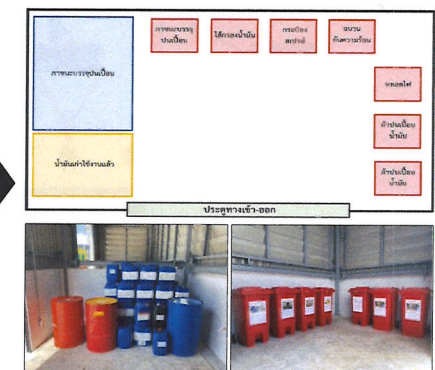 ภาชนะบรรจุ
ปนเปื้อน
ไส้กรองน้ำมัน
กระป๋อง
สเปรย์
ฉนวน
กันความร้อน
ภาชนะบรรจุปนเปื้อน
หลอดไฟ
ผ้าปนเปื้อน
น้ำมัน
น้ำมันเก่าใช้งานแล้ว
ผ้าปนเปื้อน
น้ำมัน
ประตูทางเข้า-ออก